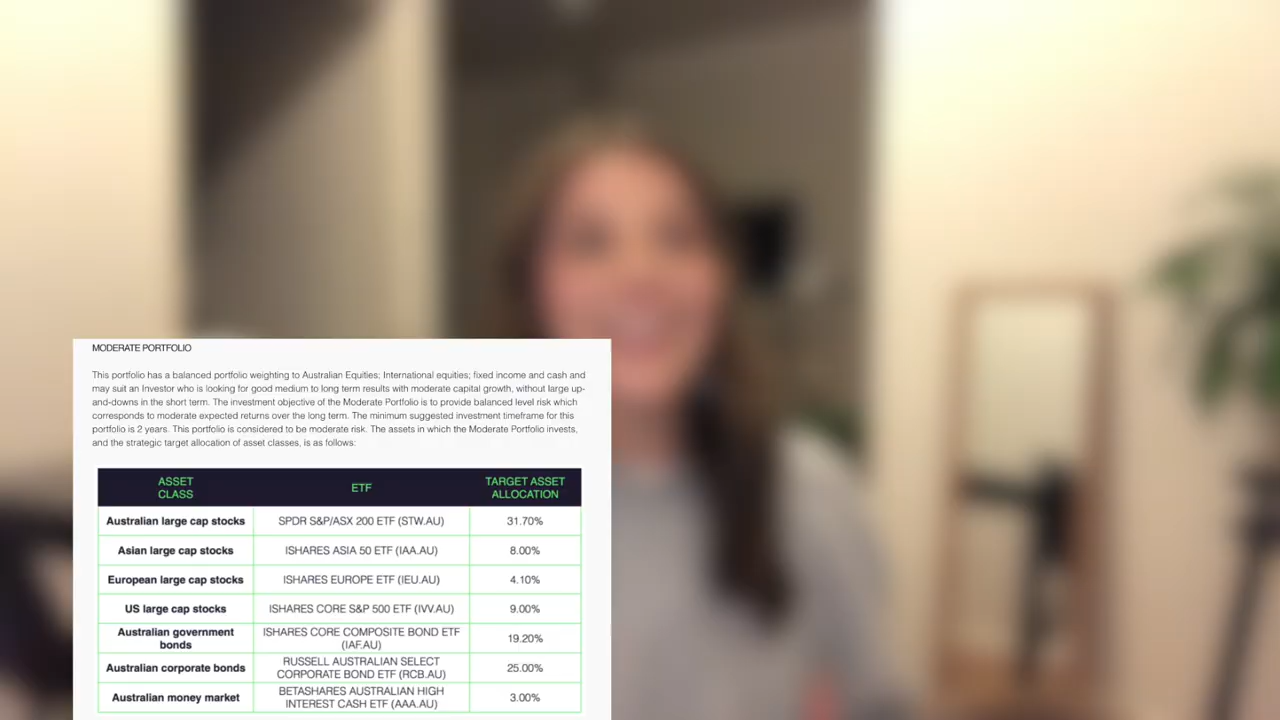 MODERATE PORTFOLIO
This portfolio has a balanced portfolio weighting to Australian Equities; International equities; fixed income and cash and
may suit an Investor who is looking for good medium to long term results with moderate capital growth, without large up-
and-downs in the short term. The investment objective of the Moderate Portfolio is to provide balanced level risk which
corresponds to moderate expected returns over the long term. The minimum suggested investment timeframe for this
portfolio is 2 years. This portfolio is considered to be moderate risk. The assets in which the Moderate Portfolio invests,
and the strategic target allocation of asset classes, is as follows:
ASSET
CLASS
ETF
TARGET ASSET
ALLOCATION
Australian large cap stocks
SPDR S&P/ASX 200 ETF (STW.AU)
31.70%
Asian large cap stocks
ISHARES ASIA 50 ETF (IAA.AU)
8.00%
European large cap stocks
ISHARES EUROPE ETF (IEU.AU)
4.10%
US large cap stocks
ISHARES CORE S&P 500 ETF (IVV.AU)
9.00%
Australian government
bonds
ISHARES CORE COMPOSITE BOND ETF
(IAF.AU)
19.20%
Australian corporate bonds
RUSSELL AUSTRALIAN SELECT
CORPORATE BOND ETF (RCB.AU)
25.00%
Australian money market
BETASHARES AUSTRALIAN HIGH
INTEREST CASH ETF (AAA.AU)
3.00%